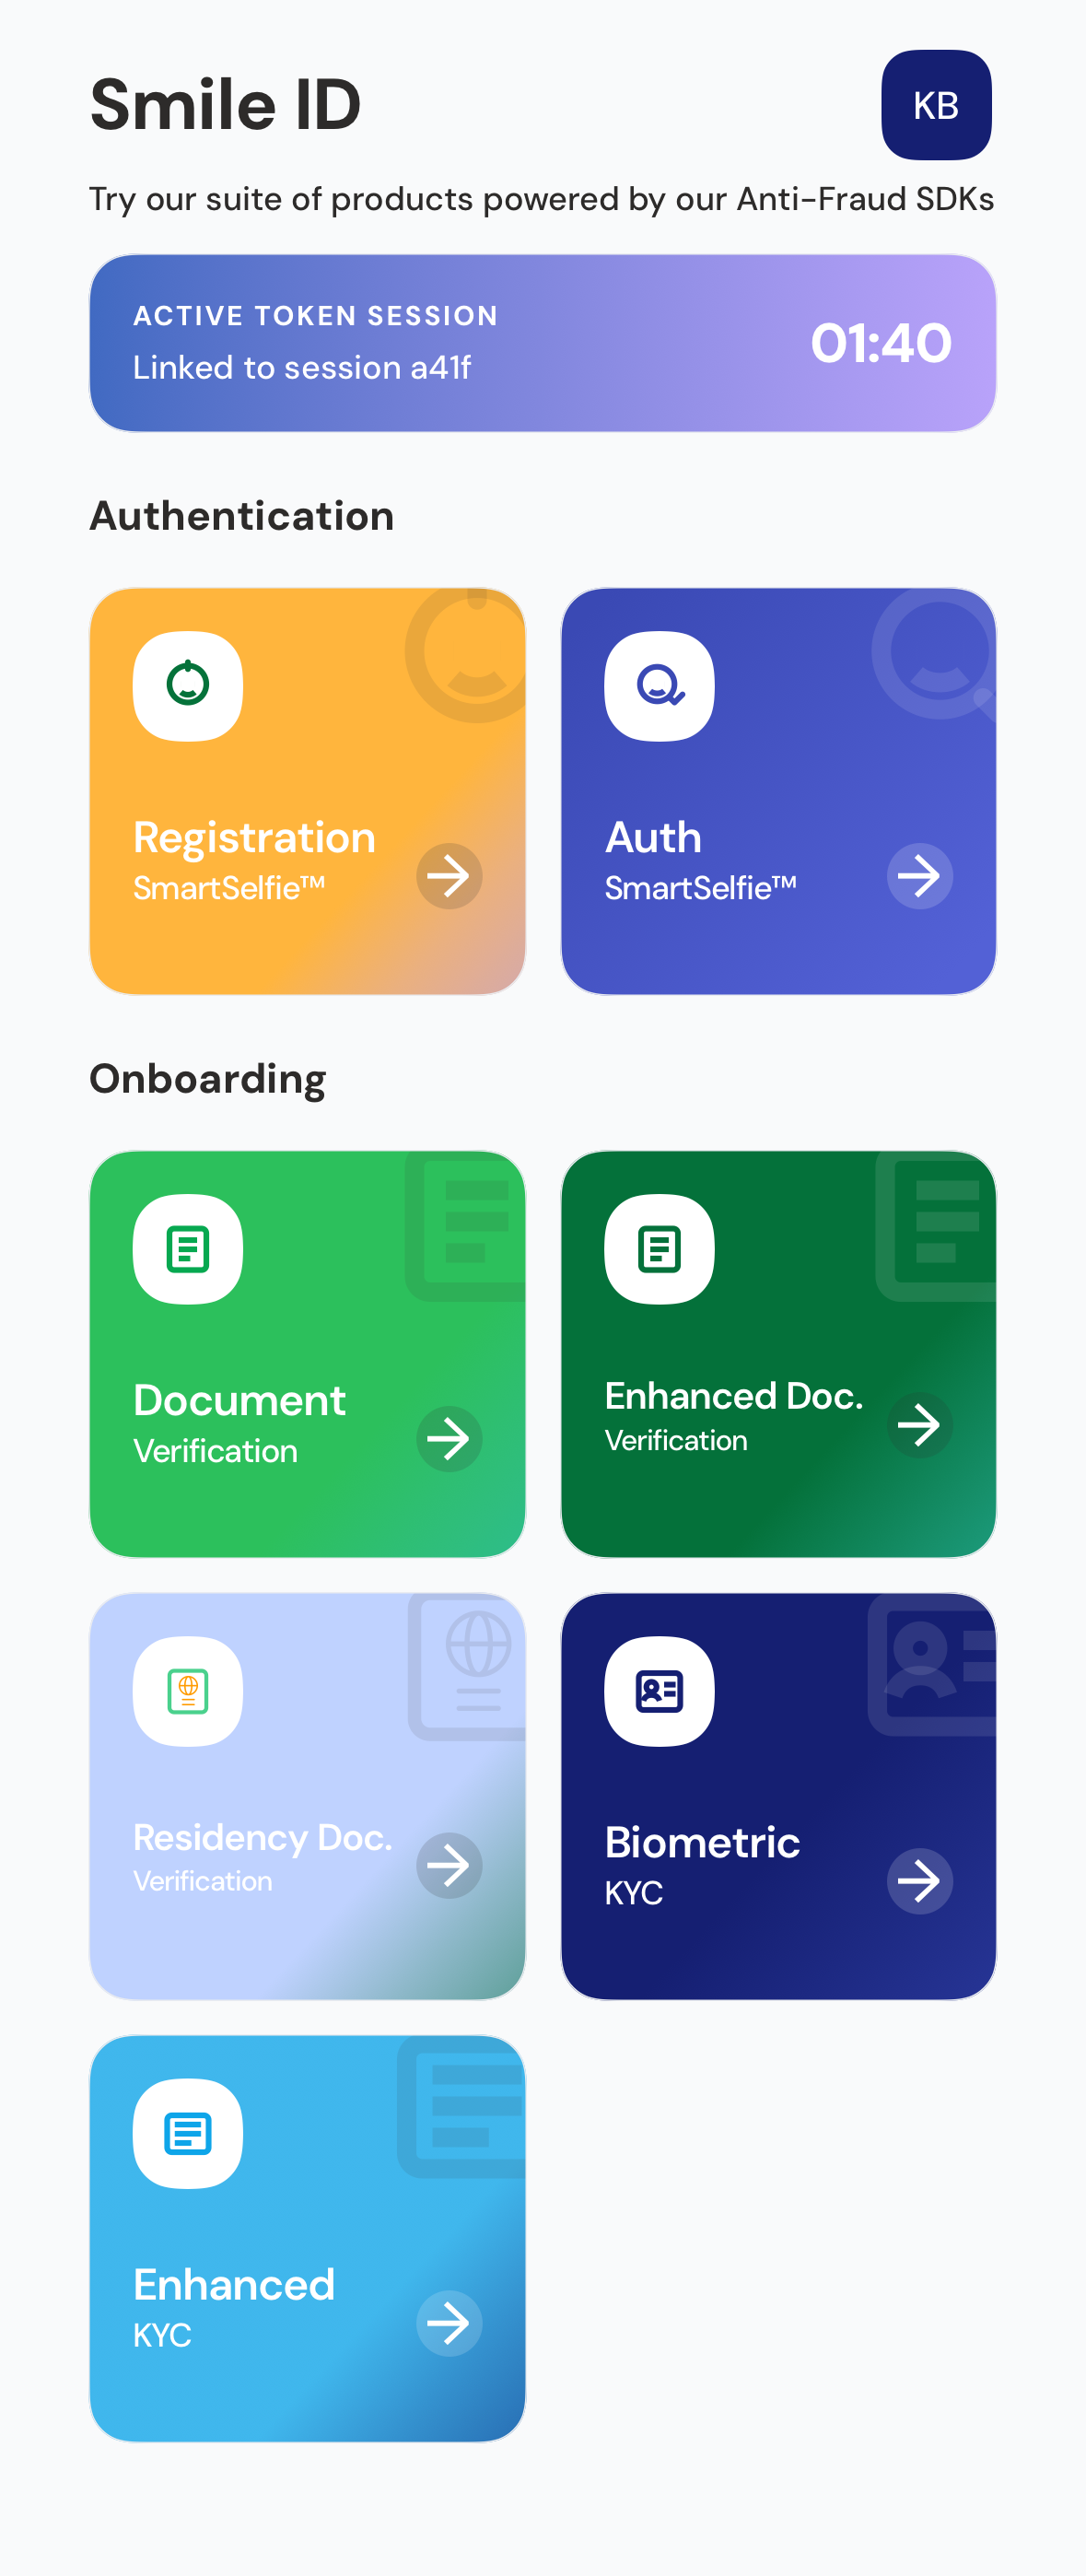 Smile ID
KB
Try our suite of products powered by our Anti-Fraud SDKs
ACTIVE TOKEN SESSION
Linked to session a41f
01:40
Authentication
Registration
SmartSelfie™
Auth
SmartSelfie™
Onboarding
Document
Verification
Enhanced Doc.
Verification
Residency Doc.
Verification
Biometric
KYC
Enhanced
KYC